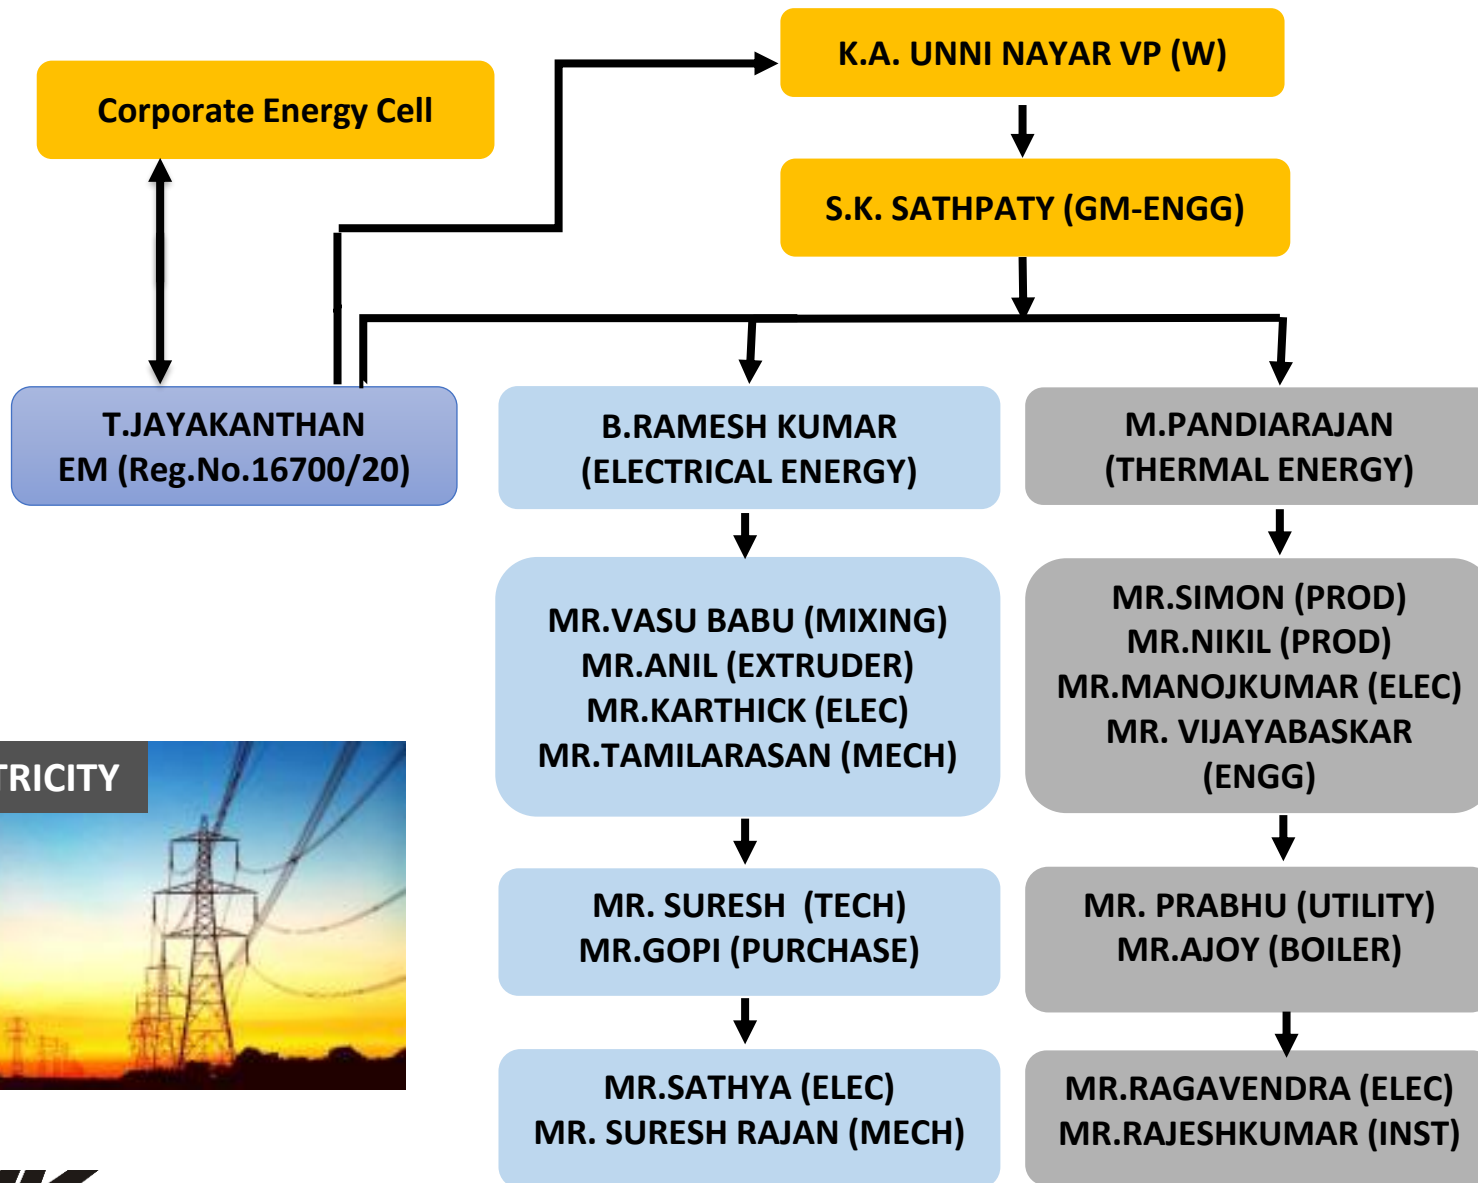 K.A. UNNI NAYAR VP (W)
Corporate Energy Cell
S.K. SATHPATY (GM-ENGG)
T.JAYAKANTHAN
EM (Reg.No.16700/20)
B.RAMESH KUMAR
(ELECTRICAL ENERGY)
M.PANDIARAJAN
(THERMAL ENERGY)
MR.VASU BABU (MIXING)
MR.ANIL (EXTRUDER)
MR.KARTHICK (ELEC)
MR.TAMILARASAN (MECH)
MR.SIMON (PROD)
MR.NIKIL (PROD)
MR.MANOJKUMAR (ELEC)
MR. VIJAYABASKAR
(ENGG)
TRICITY
MR. SURESH  (TECH)
MR.GOPI (PURCHASE)
MR. PRABHU (UTILITY)
MR.AJOY (BOILER)
MR.SATHYA (ELEC)
MR. SURESH RAJAN (MECH)
MR.RAGAVENDRA (ELEC)
MR.RAJESHKUMAR (INST)